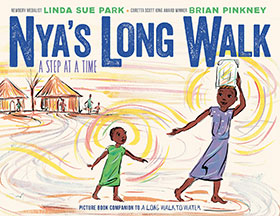 NEWBERY MEDALIST LINDA SUE PARK • CORETTA SCOTT KING AWARD WINNER BRIAN PINKNEY
NYA'S LONG WALK
A STEP AT A TIME
PICTURE BOOK COMPANION TO A LONG WALK TO WATER